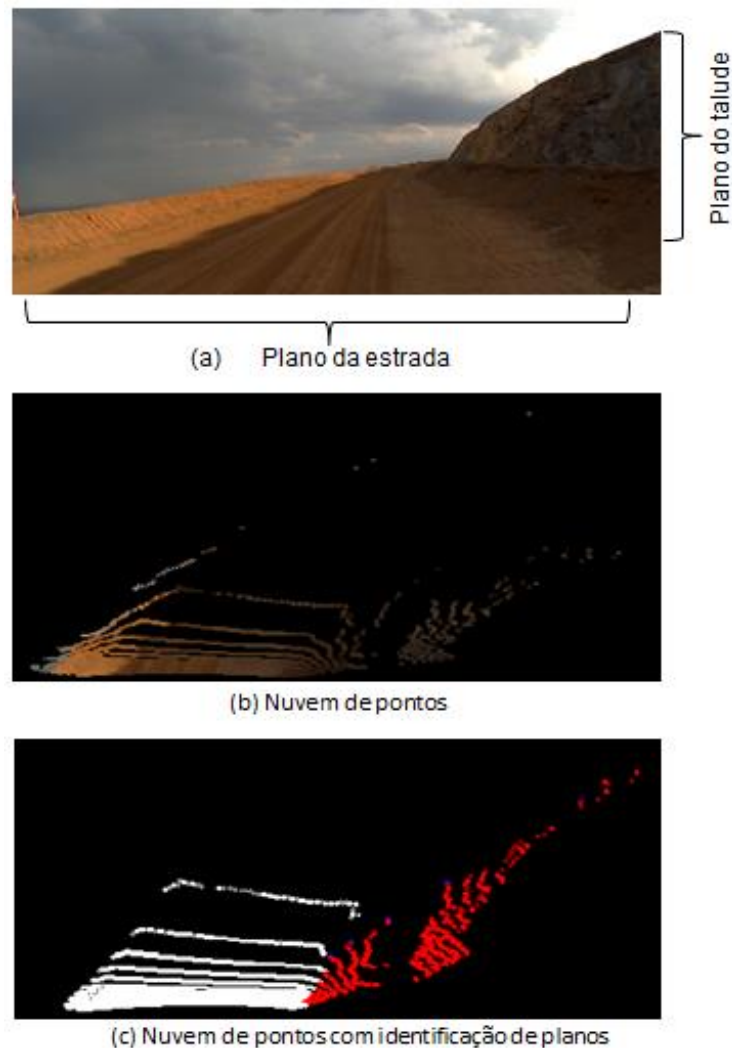 Plano do talude
(a) Plano da estrada
(b) Nuvem de pontos
(c) Nuvem de pontos com identificação de planos